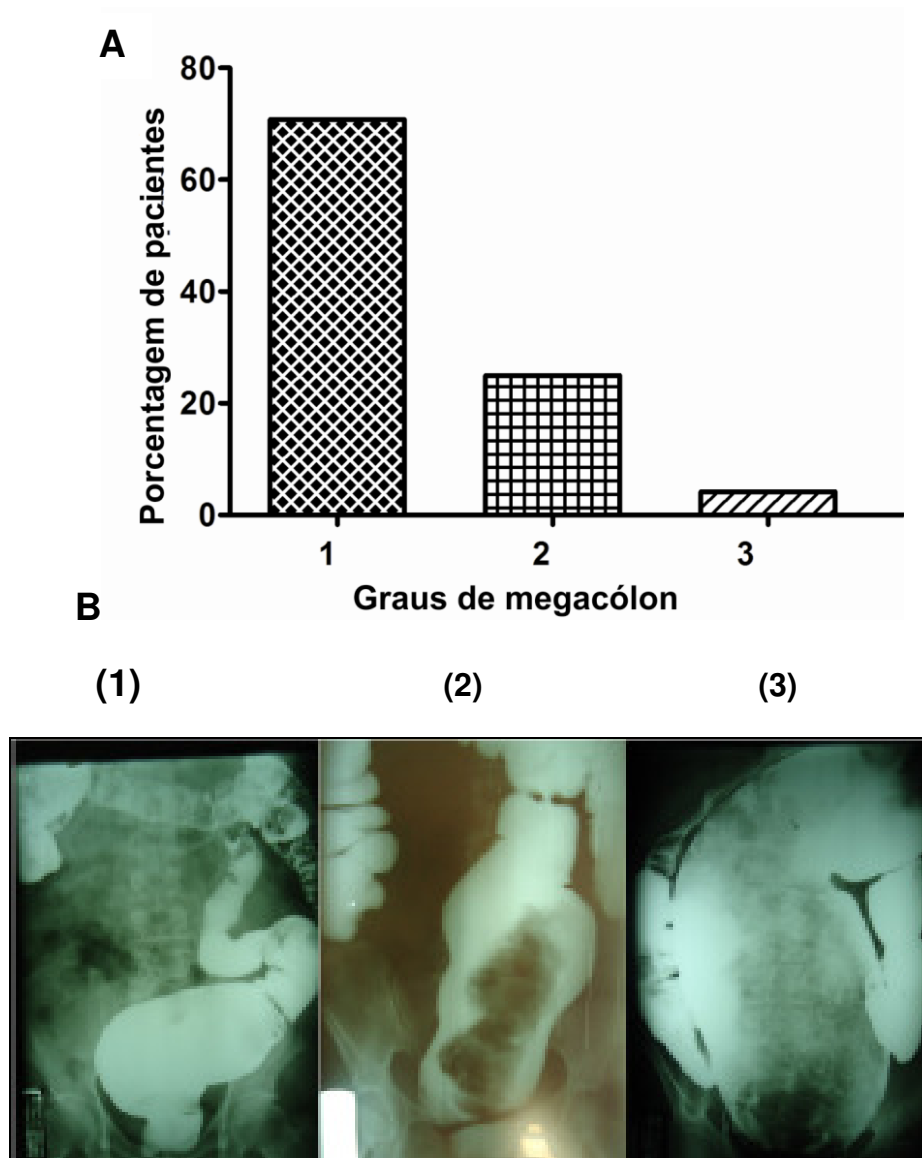 A
80
60
40
20
0
Porcentagem de pacientes
1 2 3
Graus de megacólon
B
(1) (2) (3)